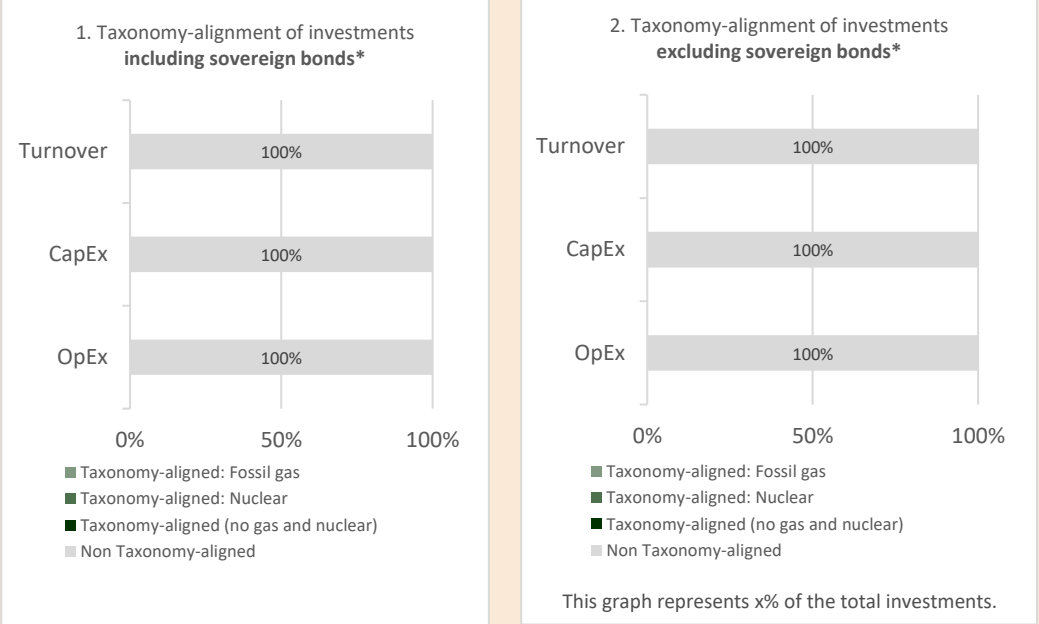 1. Taxonomy-alignment of investments
including sovereign bonds*
Turnover
100%
CapEx
100%
OpEx
100%
0% 50% 100%
Taxonomy-aligned: Fossil gas
Taxonomy-aligned: Nuclear
Taxonomy-aligned (no gas and nuclear)
Non Taxonomy-aligned
2. Taxonomy-alignment of investments
excluding sovereign bonds*
Turnover
100%
CapEx
100%
OpEx
100%
0% 50% 100%
Taxonomy-aligned: Fossil gas
Taxonomy-aligned: Nuclear
Taxonomy-aligned (no gas and nuclear)
Non Taxonomy-aligned
This graph represents x% of the total investments.